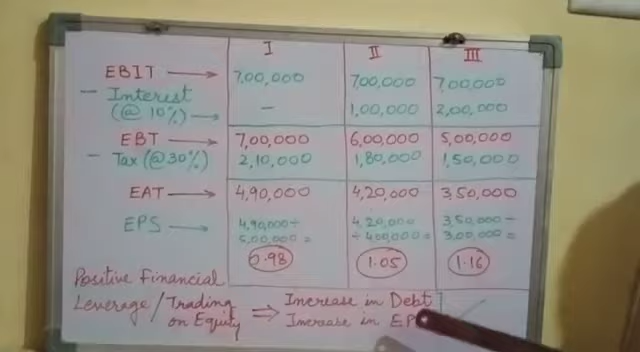 I II III
EBIT → 7,00,000 7,00,000 7,00,000
- Interest
(@ 10%) → - 1,00,000 2,00,000
EBT → 7,00,000 6,00,000 5,00,000
- Tax (@30%) 2,10,000 1,80,000 1,50,000
EAT → 4,90,000 4,20,000 3,50,000
EPS → 4,90,000 ÷ 4,20,000 3,50,000 ÷
5,00,000 = ÷ 400,000 = 3,00,000 =
0.98 1.05 1.16
Positive Financial
Leverage / Trading ⇒ Increase in Debt
on Equity Increase in EP